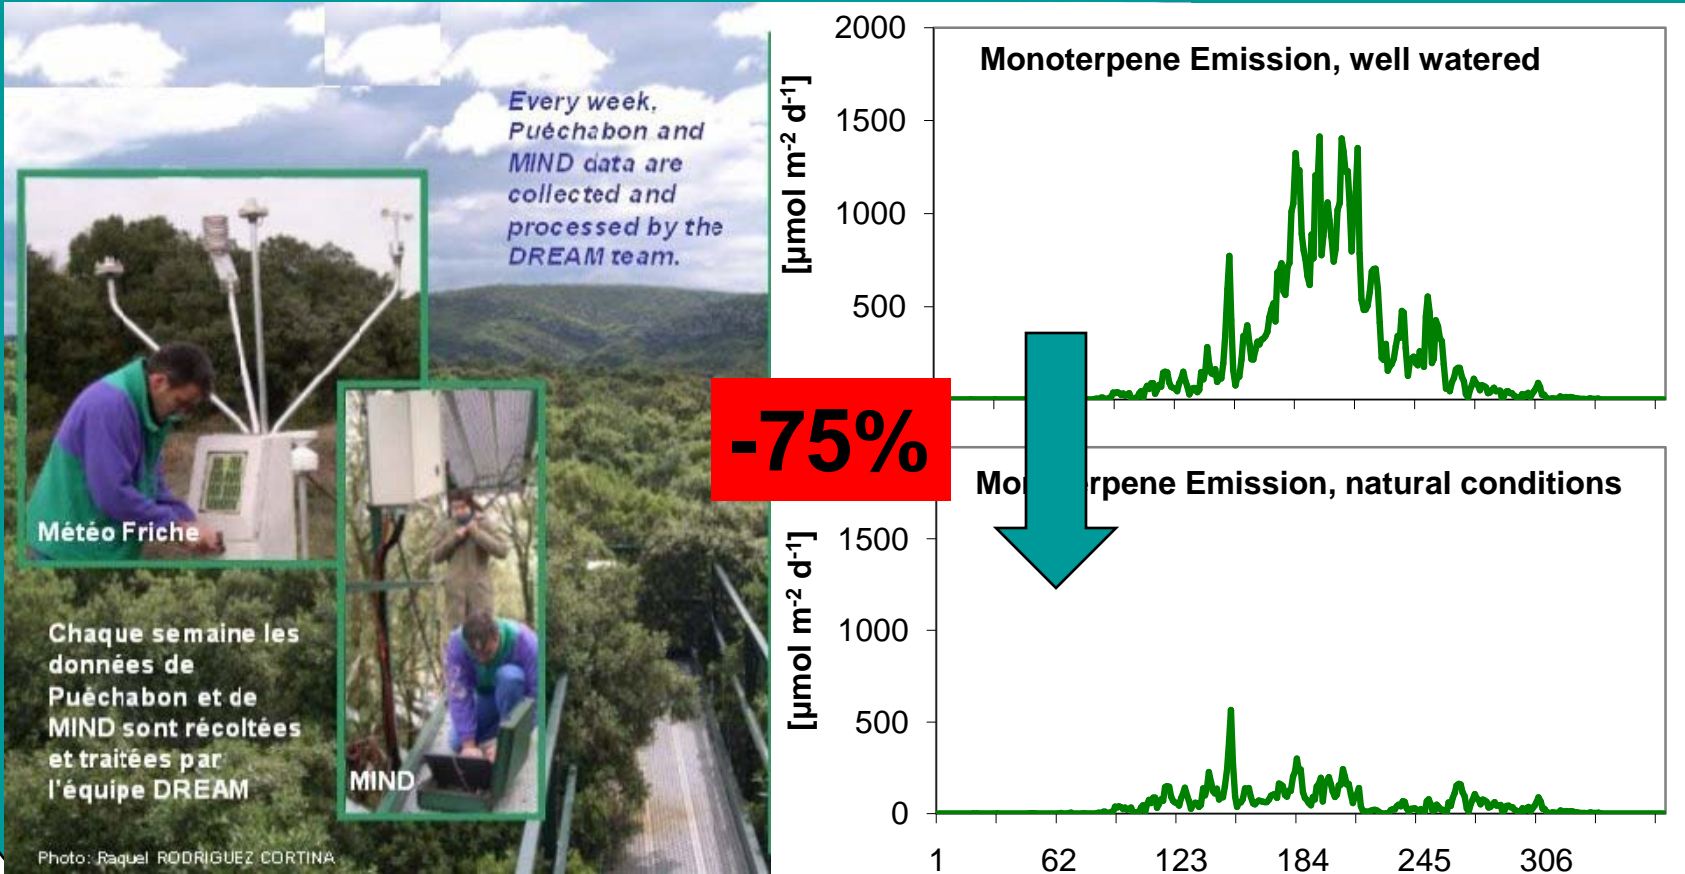 Every week,
Puéchabon and
MIND data are
collected and
processed by the
DREAM team.
Météo Friche
MIND
Chaque semaine les
données de
Puéchabon et de
MIND sont récoltées
et traitées par
l'équipe DREAM
Photo: Raquel RODRIGUEZ CORTINA
-75%
Monoterpene Emission, well watered
[µmol m-2 d-1]
2000
1500
1000
500
Mo erpene Emission, natural conditions
[µmol m-2 d-1]
1500
1000
500
0
1 62 123 184 245 306